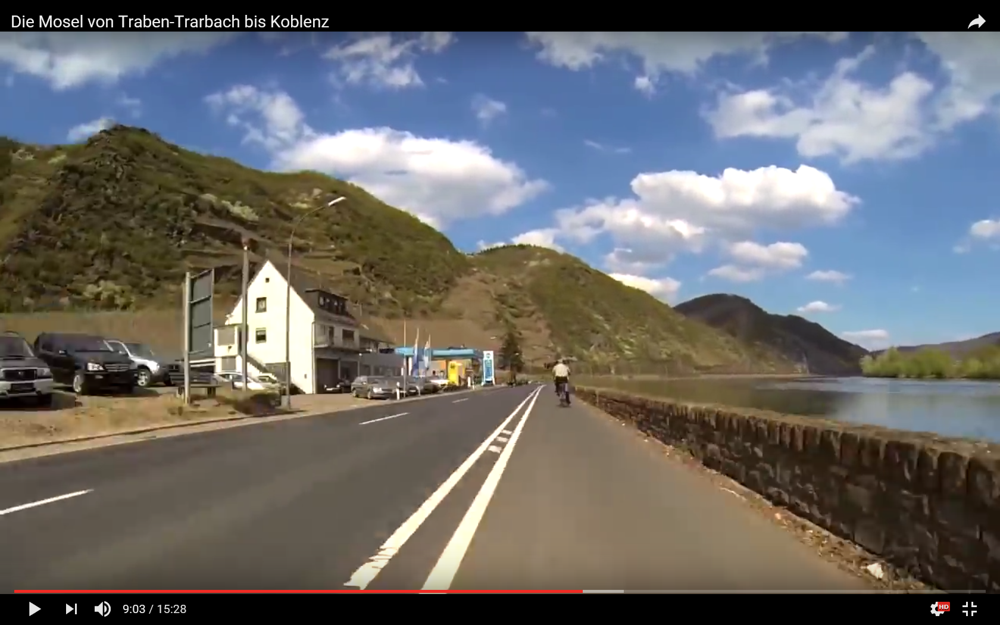 Die Mosel von Traben-Trarbach bis Koblenz
9:03 / 15:28
HD